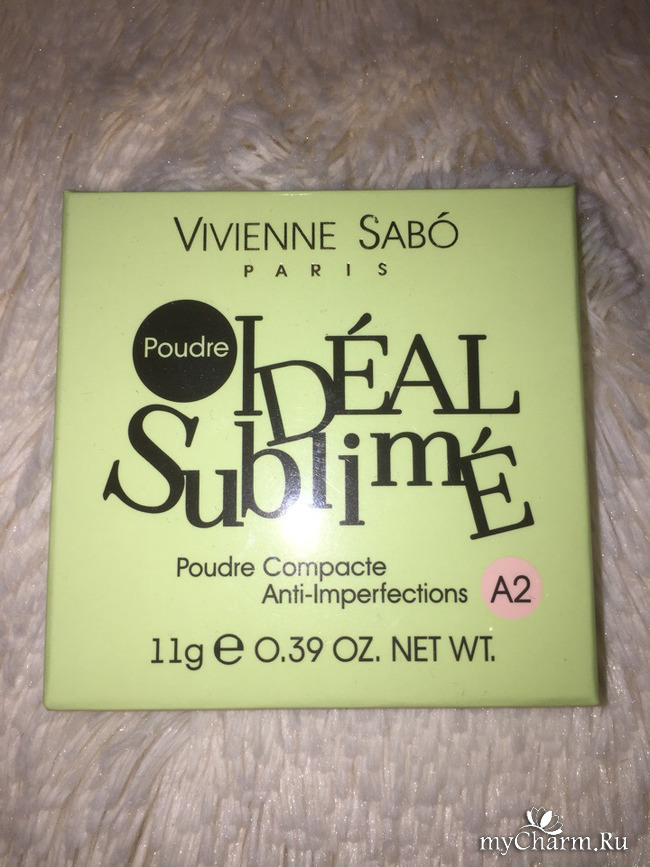 VIVIENNE SABÓ
PARIS
Poudre
IDÉAL
SublimÉ
Poudre Compacte
Anti-Imperfections A2
11g e 0.39 OZ. NET WT.
myCharm.Ru